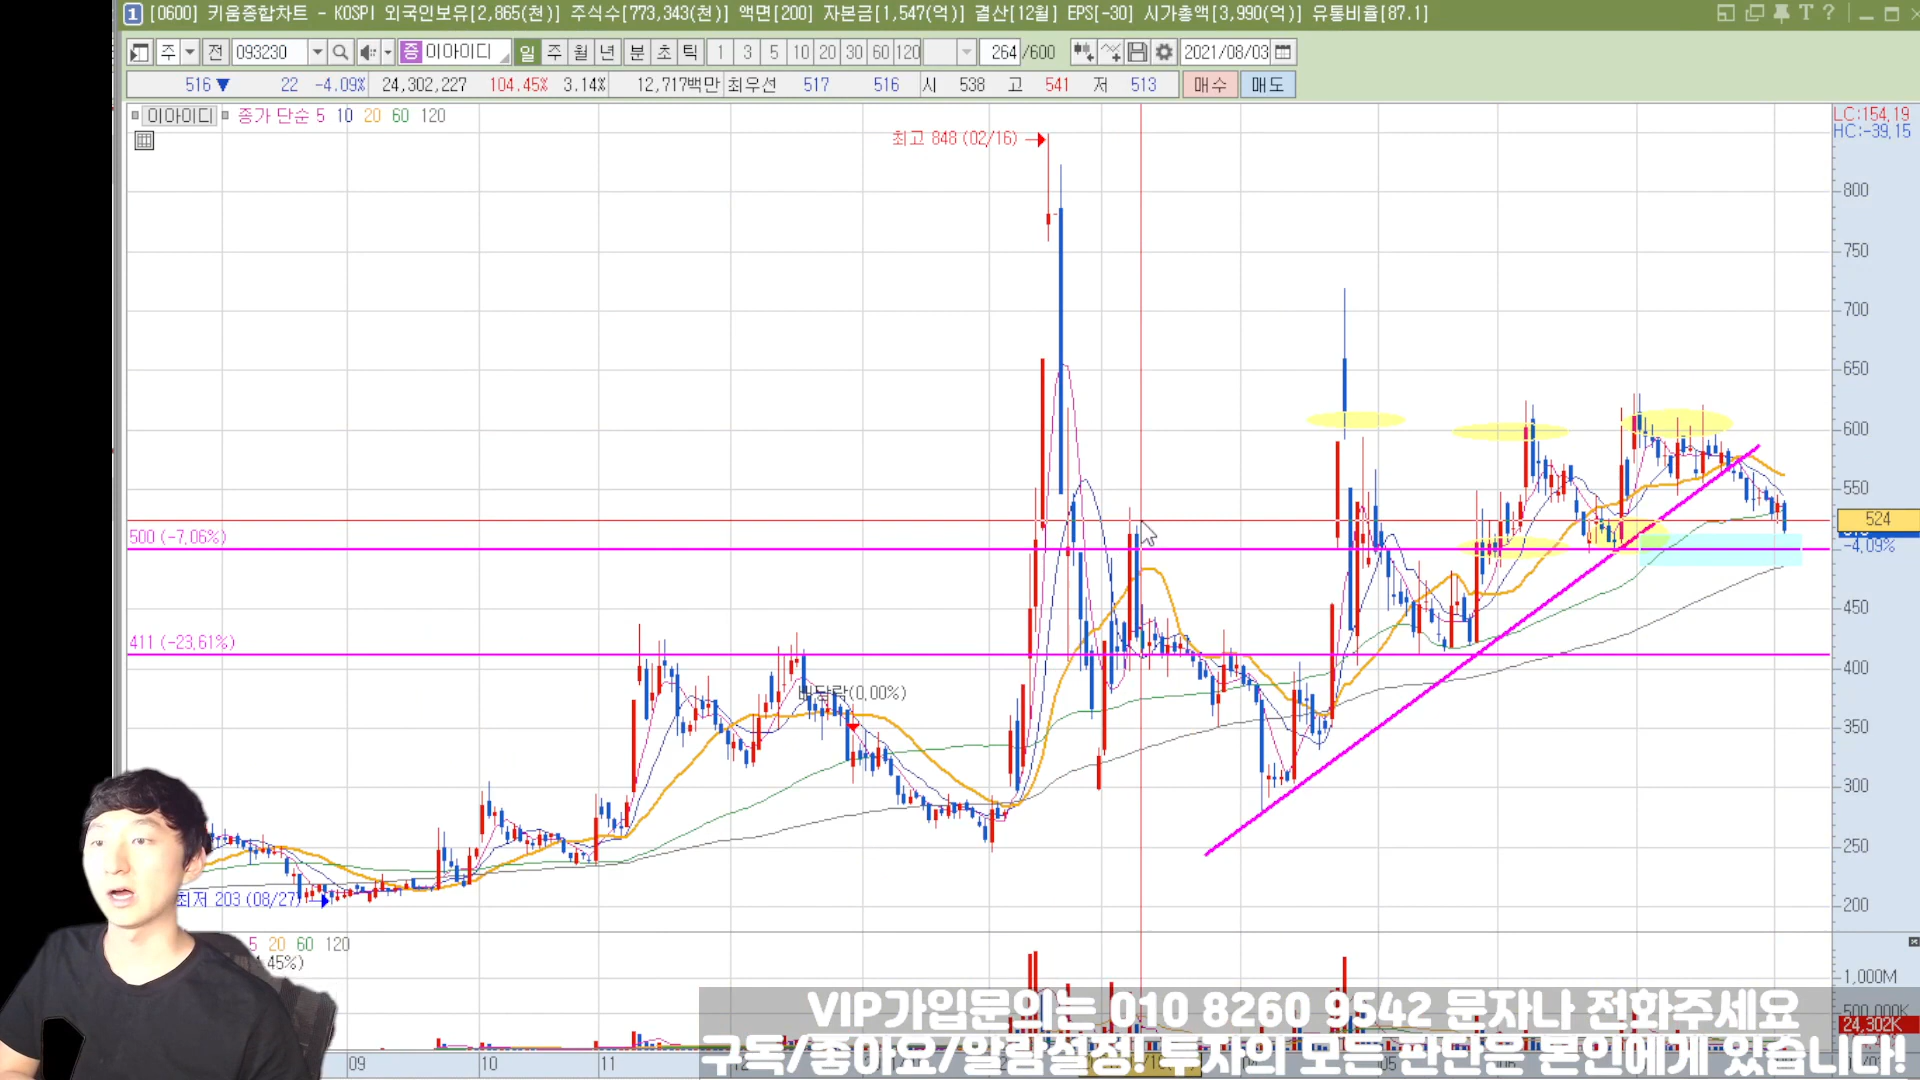 1 [0600] 키움종합차트 - KOSPI 외국인보유[2,865(천)] 주식수[773,343(천)] 액면[200] 자본금[1,547(억)] 결산[12월] EPS[-30] 시가총액[3,990(억)] 유통비율[87.1] T ?
주 전 093230 증 이아이디 일 주 월 년 분 초 틱 1 3 5 10 20 30 60 120 264 /600 2021/08/03
516▼ 22 -4.09% 24,302,227 104.45% 3.14% 12,717백만 최우선 517 516 시 538 고 541 저 513 매수 매도
이아이디 종가 단순 5 10 20 60 120
LC:154,19
HC:-39,15
최고 848 (02/16)
800
750
700
650
600
550
524
-4,09%
500 (-7,06%)
450
411 (-23,61%)
400
(0,00%)
350
300
250
최저 203 (08/27)
200
5 20 60 120
.45%)
1,000M
500,000K
24,302K
VIP가입문의는 010 8260 9542 문자나 전화주세요
구독/좋아요/알람설정! 투자의 모든 판단은 본인에게 있습니다!
09 10 11